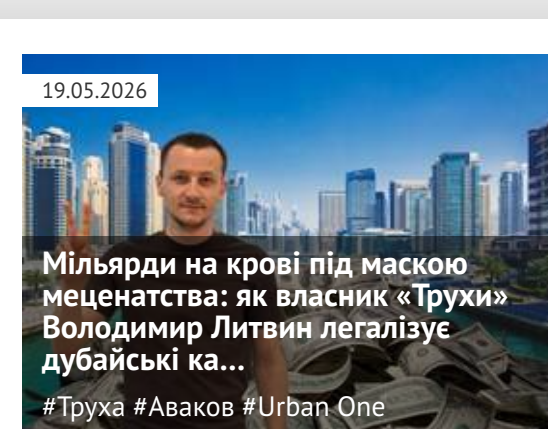 19.05.2026
Мільярди на крові під маскою
меценатства: як власник «Трухи»
Володимир Литвин легалізує
дубайські ка...
#Труха #Аваков #Urban One